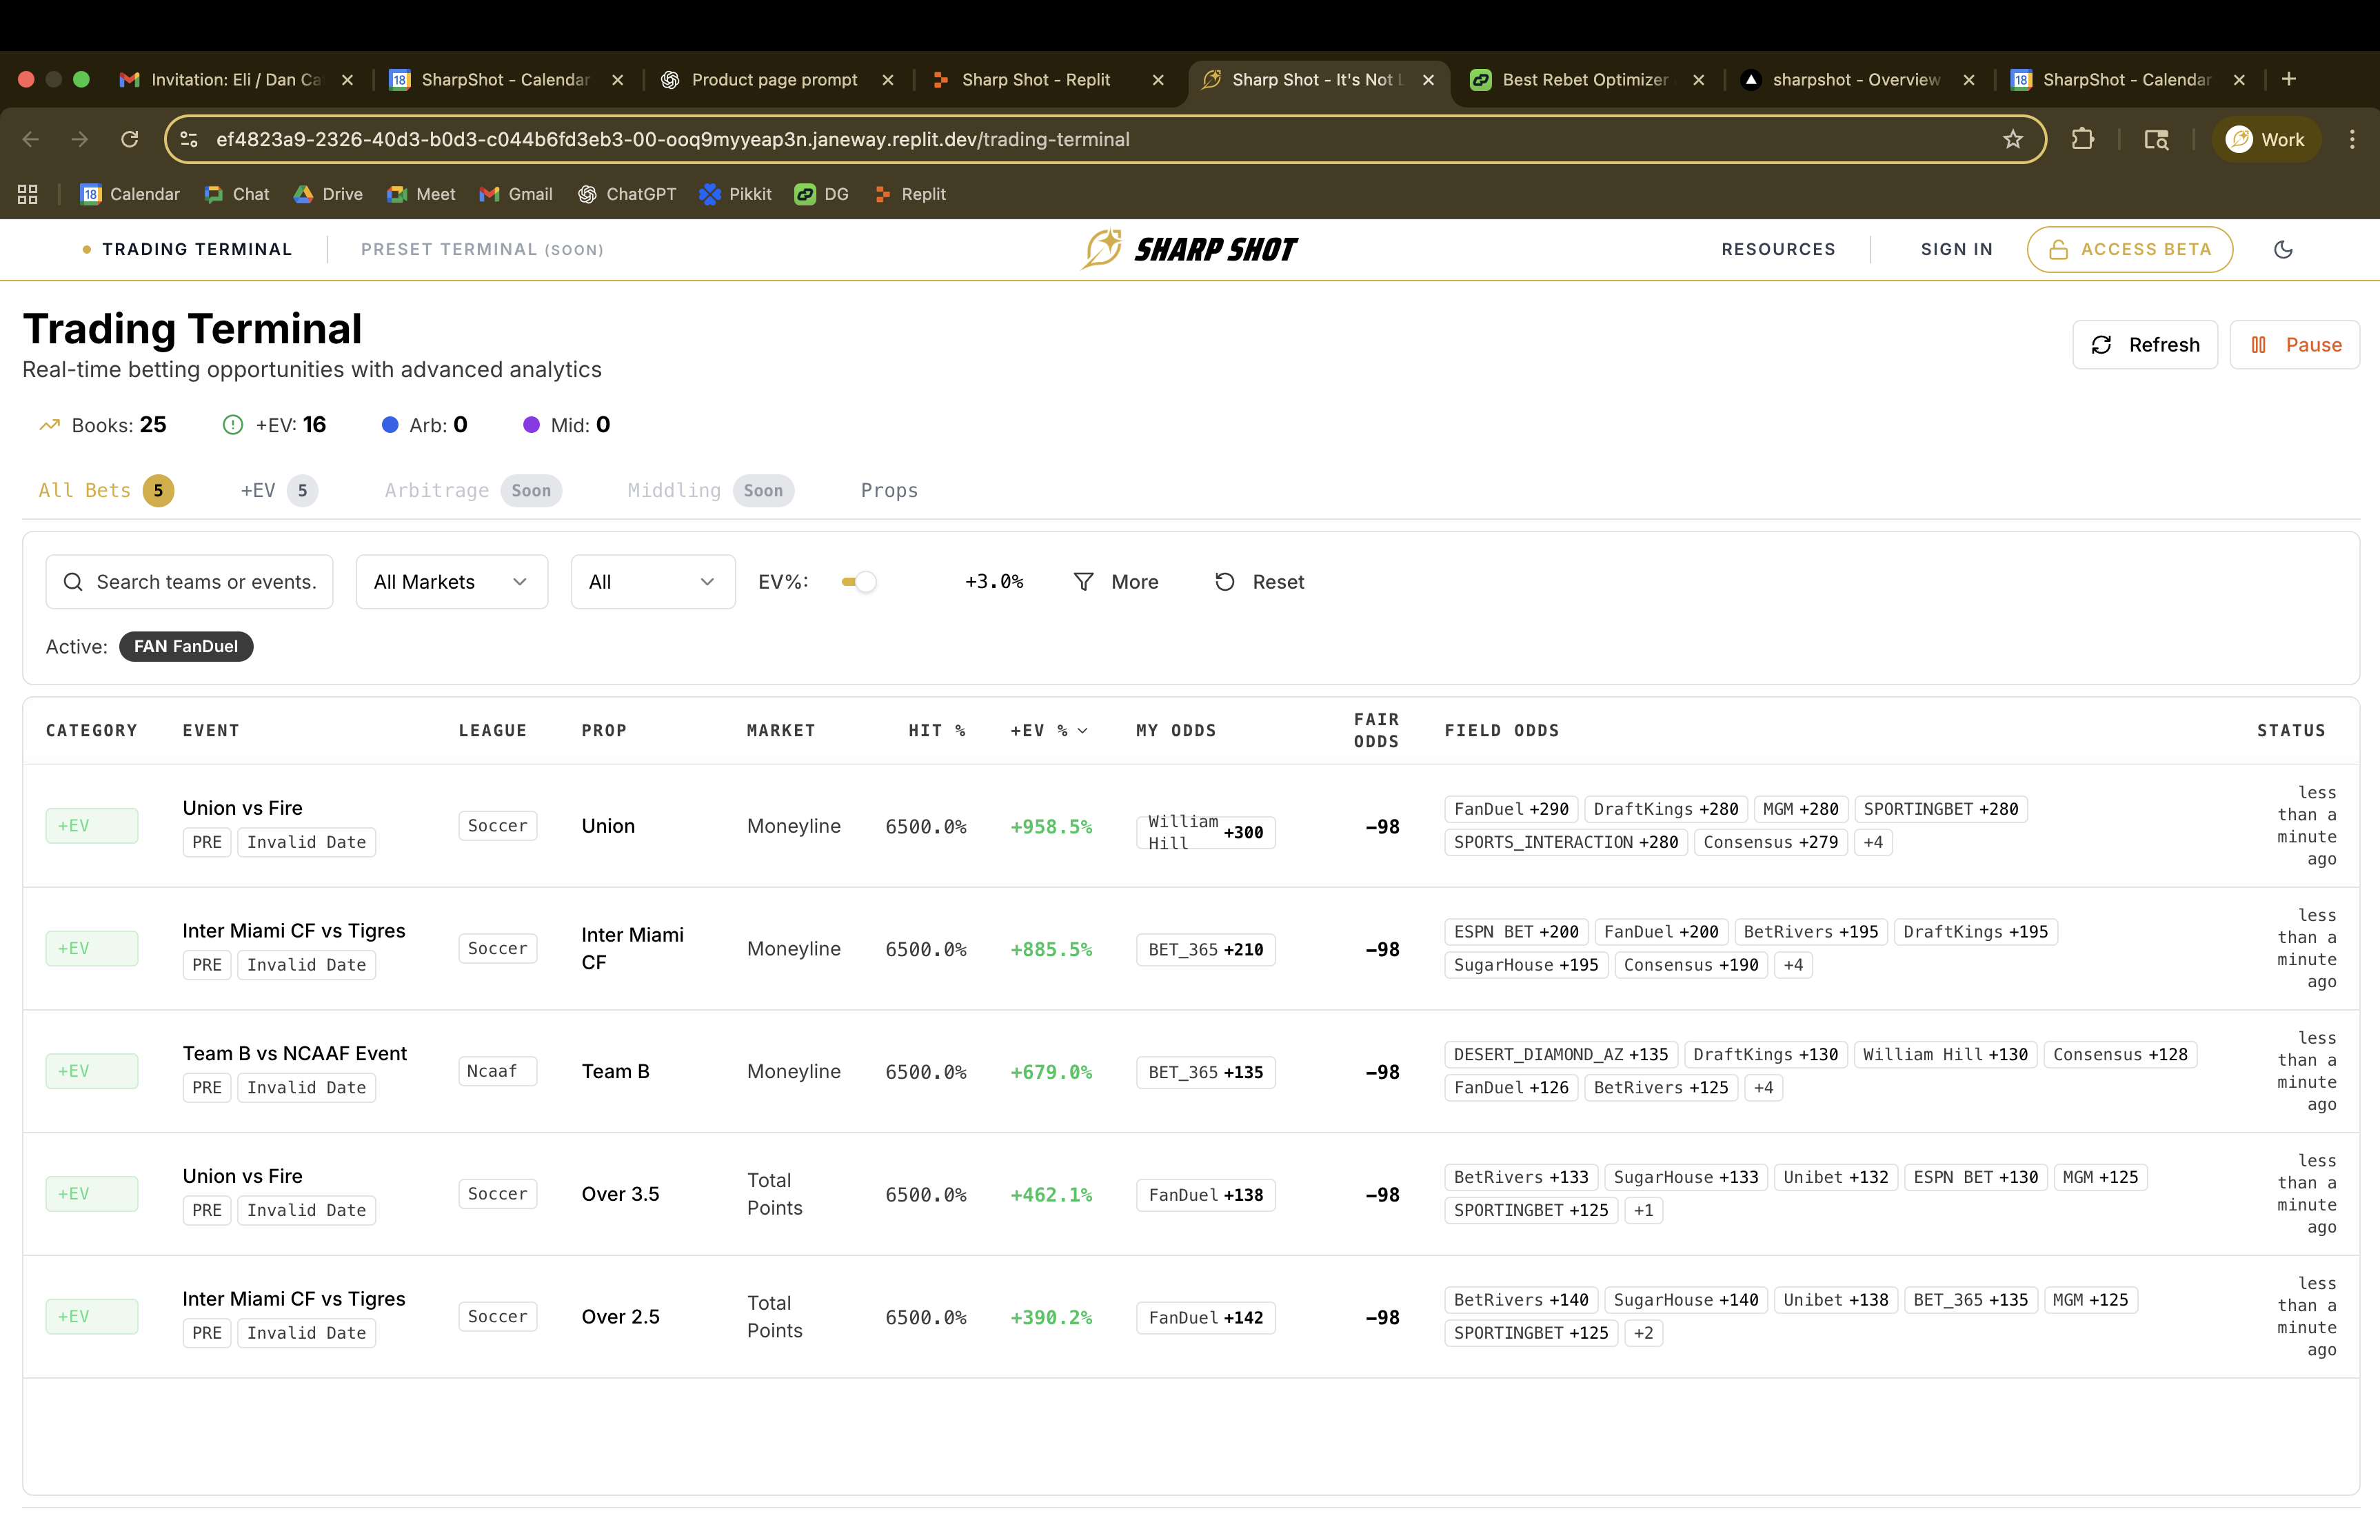 Invitation: Eli / Dan Ca
SharpShot - Calendar
Product page prompt
Sharp Shot - Replit
Sharp Shot - It's Not L
Best Rebet Optimizer
sharpshot - Overview
SharpShot - Calendar
ef4823a9-2326-40d3-b0d3-c044b6fd3eb3-00-ooq9myyeap3n.janeway.replit.dev/trading-terminal
Work
Calendar
Chat
Drive
Meet
Gmail
ChatGPT
Pikkit
DG
Replit
TRADING TERMINAL
PRESET TERMINAL (SOON)
SHARP SHOT
RESOURCES
SIGN IN
ACCESS BETA
Trading Terminal
Real-time betting opportunities with advanced analytics
Refresh
Pause
Books: 25
+EV: 16
Arb: 0
Mid: 0
All Bets 5
+EV 5
Arbitrage Soon
Middling Soon
Props
Search teams or events.
All Markets
All
EV%:
+3.0%
More
Reset
Active: FAN FanDuel
CATEGORY EVENT LEAGUE PROP MARKET HIT % +EV % MY ODDS FAIR ODDS FIELD ODDS STATUS
+EV
Union vs Fire
PRE Invalid Date
Soccer
Union
Moneyline
6500.0%
+958.5%
William Hill +300
−98
FanDuel +290 DraftKings +280 MGM +280 SPORTINGBET +280
SPORTS_INTERACTION +280 Consensus +279 +4
less
than a
minute
ago
+EV
Inter Miami CF vs Tigres
PRE Invalid Date
Soccer
Inter Miami
CF
Moneyline
6500.0%
+885.5%
BET_365 +210
−98
ESPN BET +200 FanDuel +200 BetRivers +195 DraftKings +195
SugarHouse +195 Consensus +190 +4
less
than a
minute
ago
+EV
Team B vs NCAAF Event
PRE Invalid Date
Ncaaf
Team B
Moneyline
6500.0%
+679.0%
BET_365 +135
−98
DESERT_DIAMOND_AZ +135 DraftKings +130 William Hill +130 Consensus +128
FanDuel +126 BetRivers +125 +4
less
than a
minute
ago
+EV
Union vs Fire
PRE Invalid Date
Soccer
Over 3.5
Total
Points
6500.0%
+462.1%
FanDuel +138
−98
BetRivers +133 SugarHouse +133 Unibet +132 ESPN BET +130 MGM +125
SPORTINGBET +125 +1
less
than a
minute
ago
+EV
Inter Miami CF vs Tigres
PRE Invalid Date
Soccer
Over 2.5
Total
Points
6500.0%
+390.2%
FanDuel +142
−98
BetRivers +140 SugarHouse +140 Unibet +138 BET_365 +135 MGM +125
SPORTINGBET +125 +2
less
than a
minute
ago